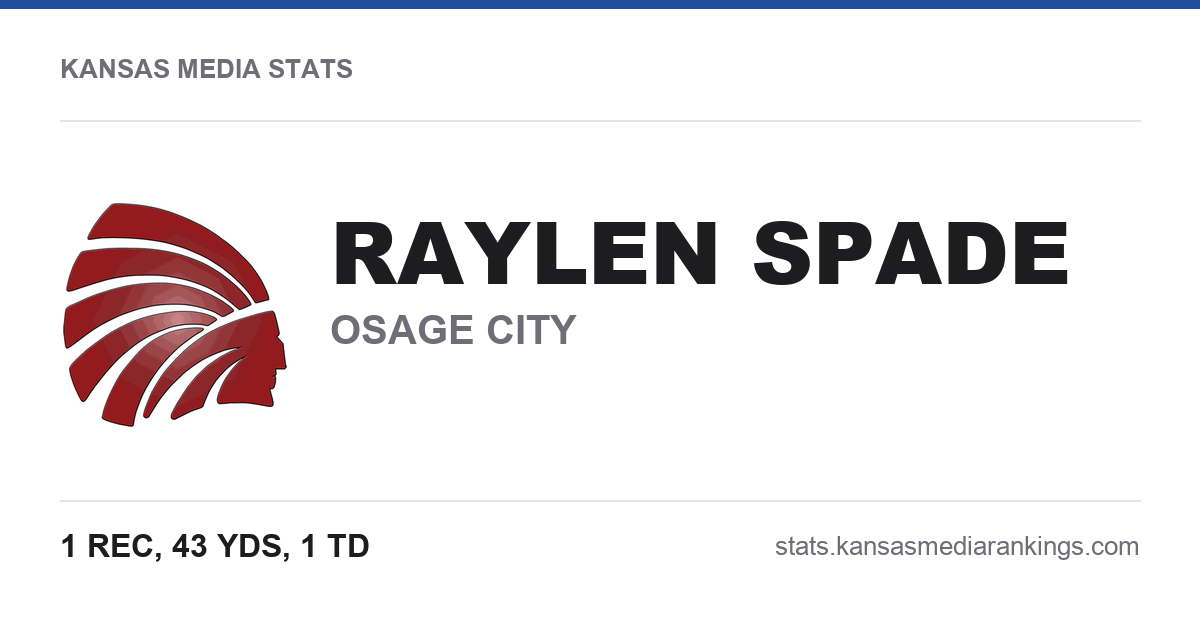 KANSAS MEDIA STATS
RAYLEN SPADE
OSAGE CITY
1 REC, 43 YDS, 1 TD
stats.kansasmediarankings.com